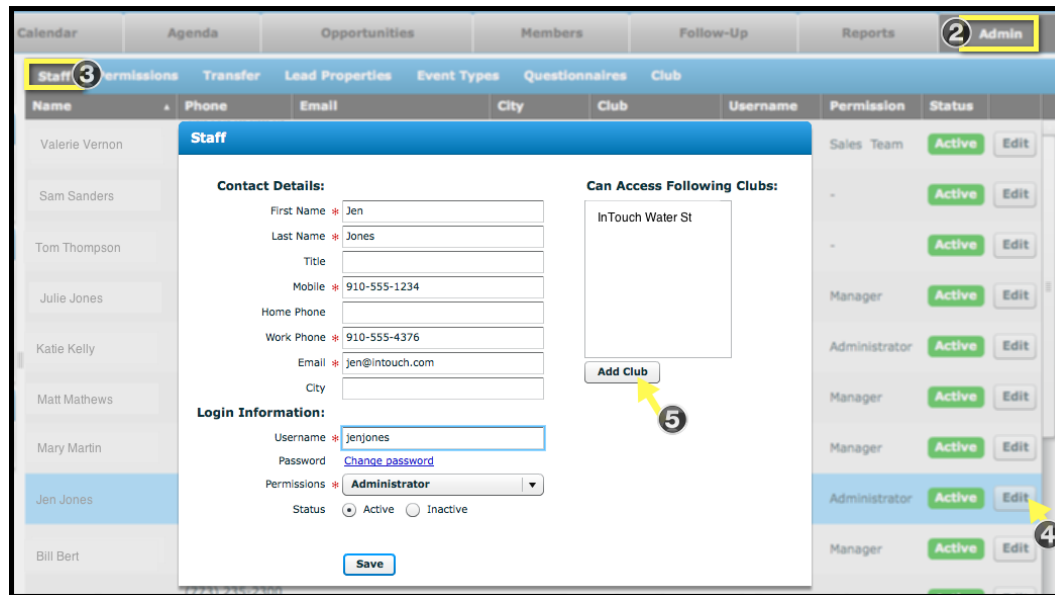 Calendar Agenda Opportunities Members Follow-Up Reports 2 Admin
Staff 3 Permissions Transfer Lead Properties Event Types Questionnaires Club
Name Phone Email City Club Username Permission Status
Staff
Valerie Vernon Sales Team Active Edit
Contact Details: Can Access Following Clubs:
Sam Sanders - Active Edit
First Name * Jen
InTouch Water St
Last Name * Jones
Tom Thompson - Active Edit
Title
Mobile * 910-555-1234
Julie Jones Manager Active Edit
Home Phone
Work Phone * 910-555-4376
Katie Kelly Administrator Active Edit
Email * jen@intouch.com
Add Club
City
Matt Mathews Manager Active Edit
Login Information: 5
Username * jenjones
Mary Martin Manager Active Edit
Password Change password
Permissions * Administrator
Jen Jones Administrator Active Edit
Status Active Inactive
4
Bill Bert Manager Active Edit
Save
(773) 235-2300